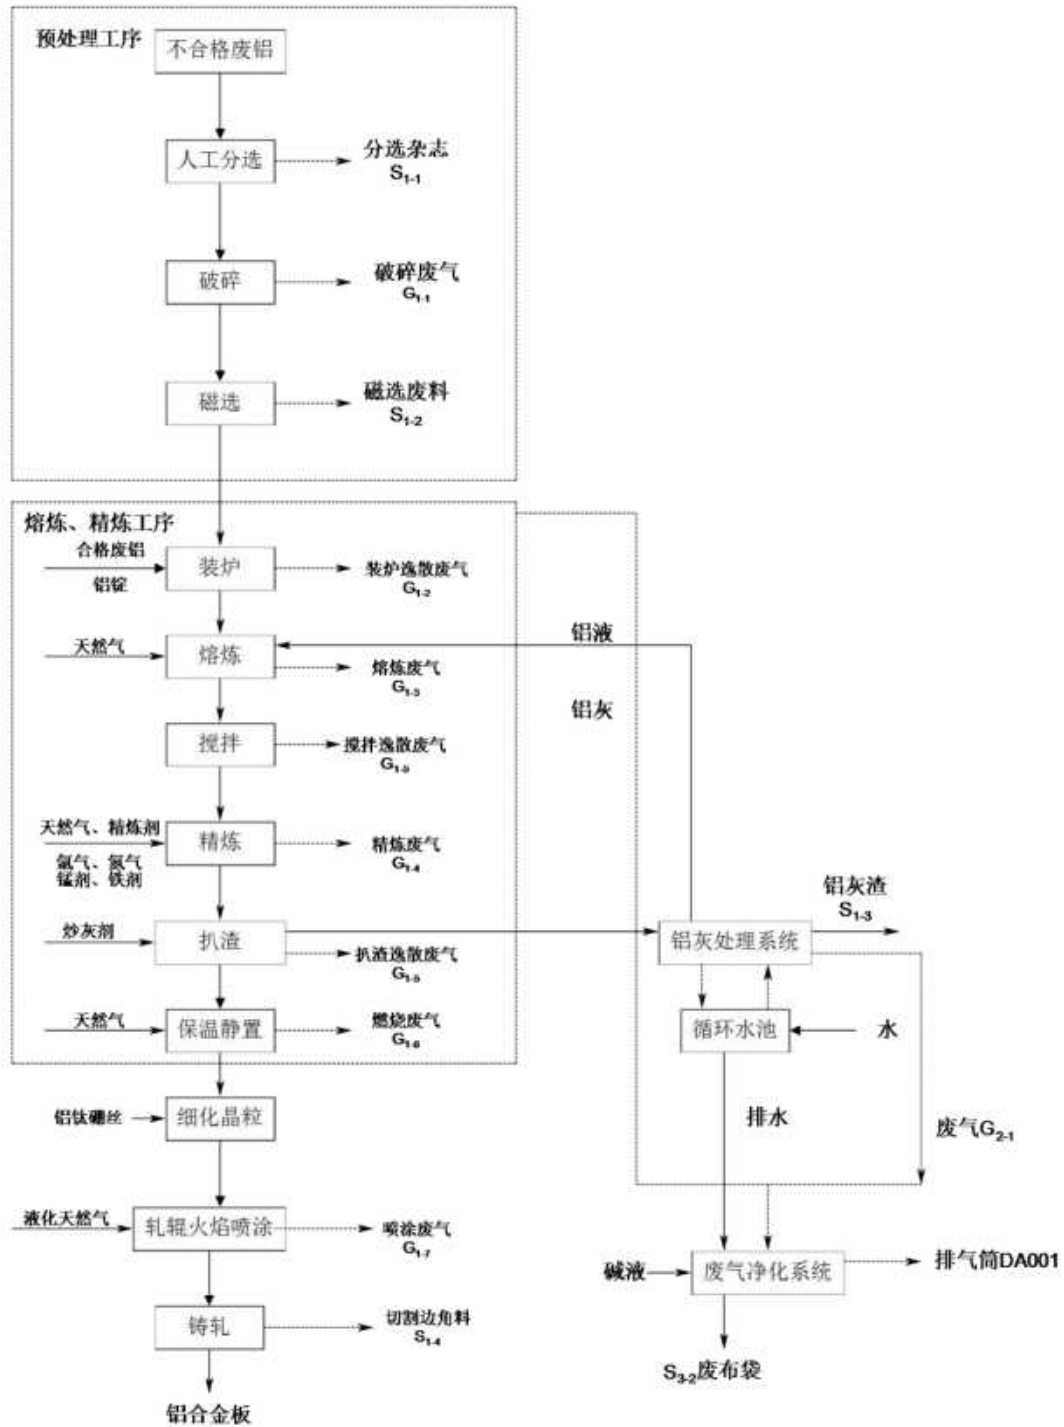 预处理工序
不合格废铝
人工分选
分选杂志
S1-1
破碎
破碎废气
G1-1
磁选
磁选废料
S1-2
熔炼、精炼工序
合格废铝
铝锭
装炉
装炉逸散废气
G1-2
天然气
熔炼
熔炼废气
G1-3
铝液
铝灰
搅拌
搅拌逸散废气
G1-9
天然气、精炼剂
氩气、氮气
锰剂、铁剂
精炼
精炼废气
G1-4
炒灰剂
扒渣
扒渣逸散废气
G1-5
铝灰处理系统
铝灰渣
S1-3
天然气
保温静置
燃烧废气
G1-6
循环水池
水
铝钛硼丝
细化晶粒
排水
废气G2-1
液化天然气
轧辊火焰喷涂
喷涂废气
G1-7
碱液
废气净化系统
排气筒DA001
铸轧
切割边角料
S1-4
S3-2废布袋
铝合金板